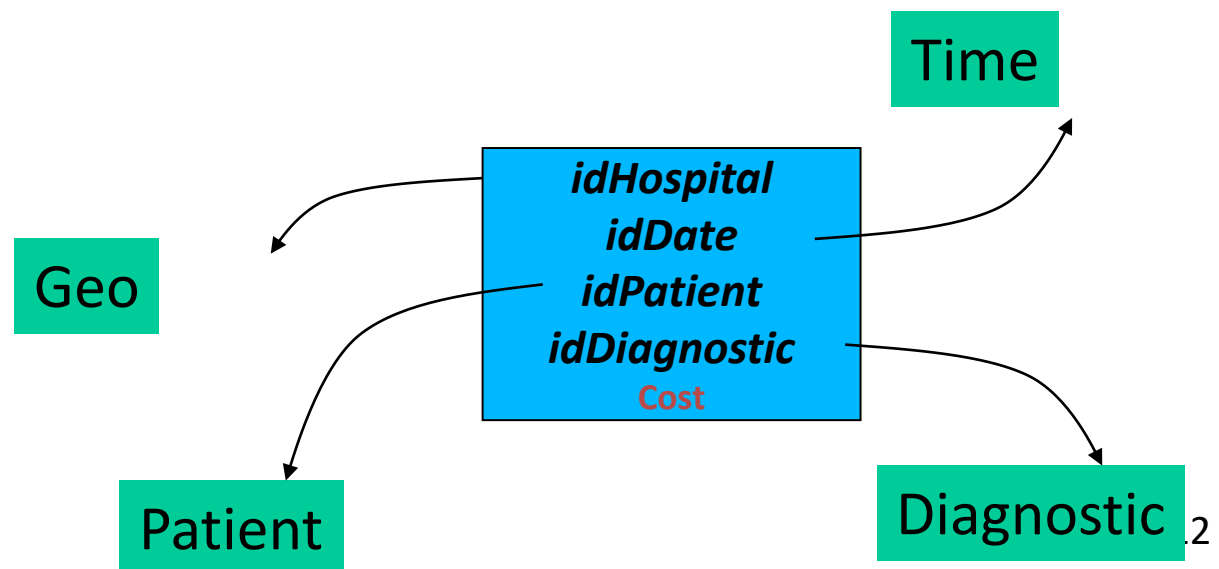 Time
idHospital
idDate
Geo
idPatient
idDiagnostic
Cost
Patient
Diagnostic